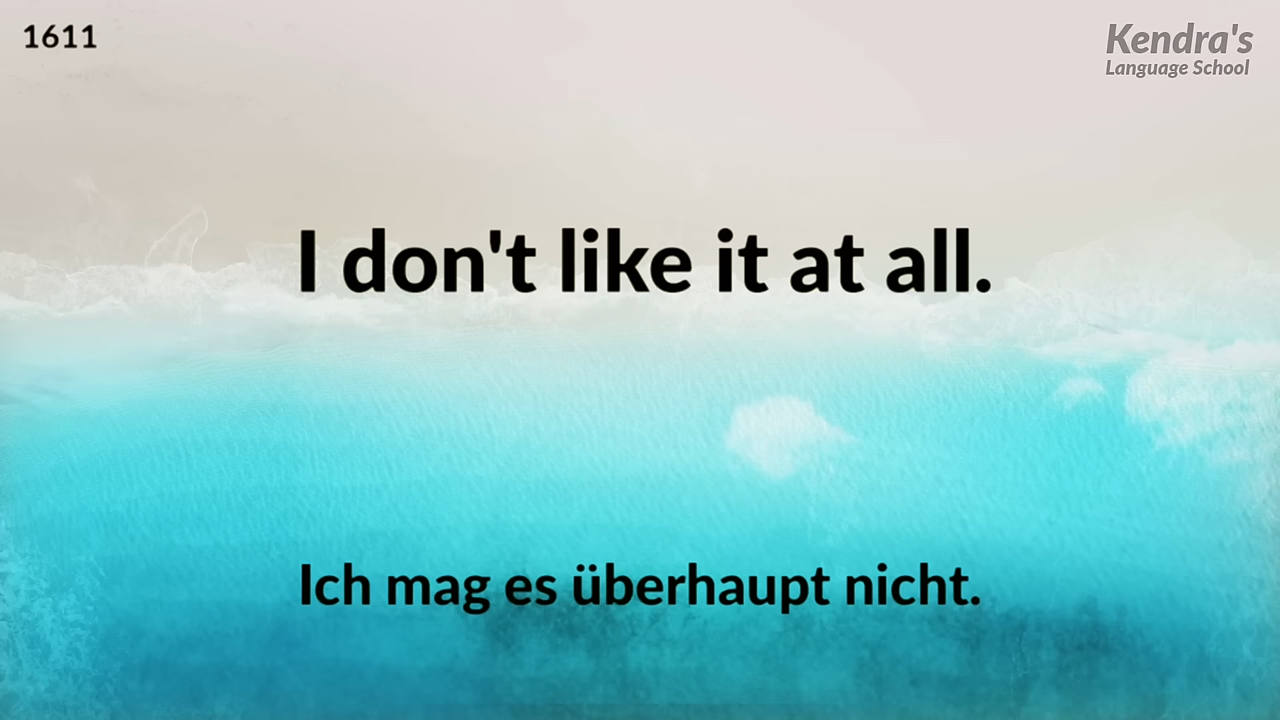 1611
Kendra's
Language School
I don't like it at all.
Ich mag es überhaupt nicht.